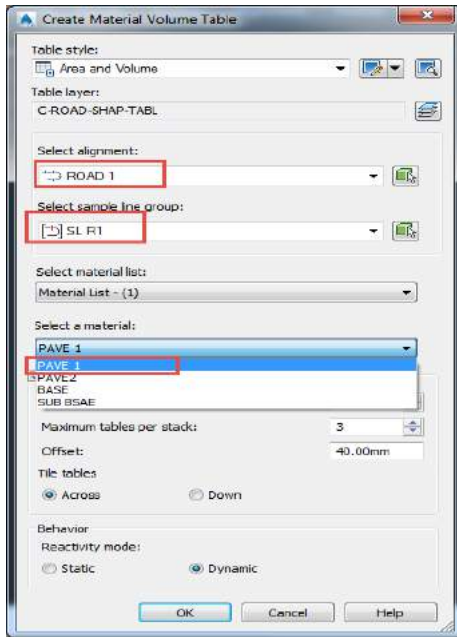 Create Material Volume Table
Table style:
Area and Volume
Table layer:
C-ROAD-SHAP-TABL
Select alignment:
ROAD 1
Select sample line group:
SL R1
Select material list:
Material List - (1)
Select a material:
PAVE 1
PAVE 1
PAVE2
BASE
SUB BSAE
Maximum tables per stack:
3
Offset:
40.00mm
Tile tables
Across
Down
Behavior
Reactivity mode:
Static
Dynamic
OK
Cancel
Help